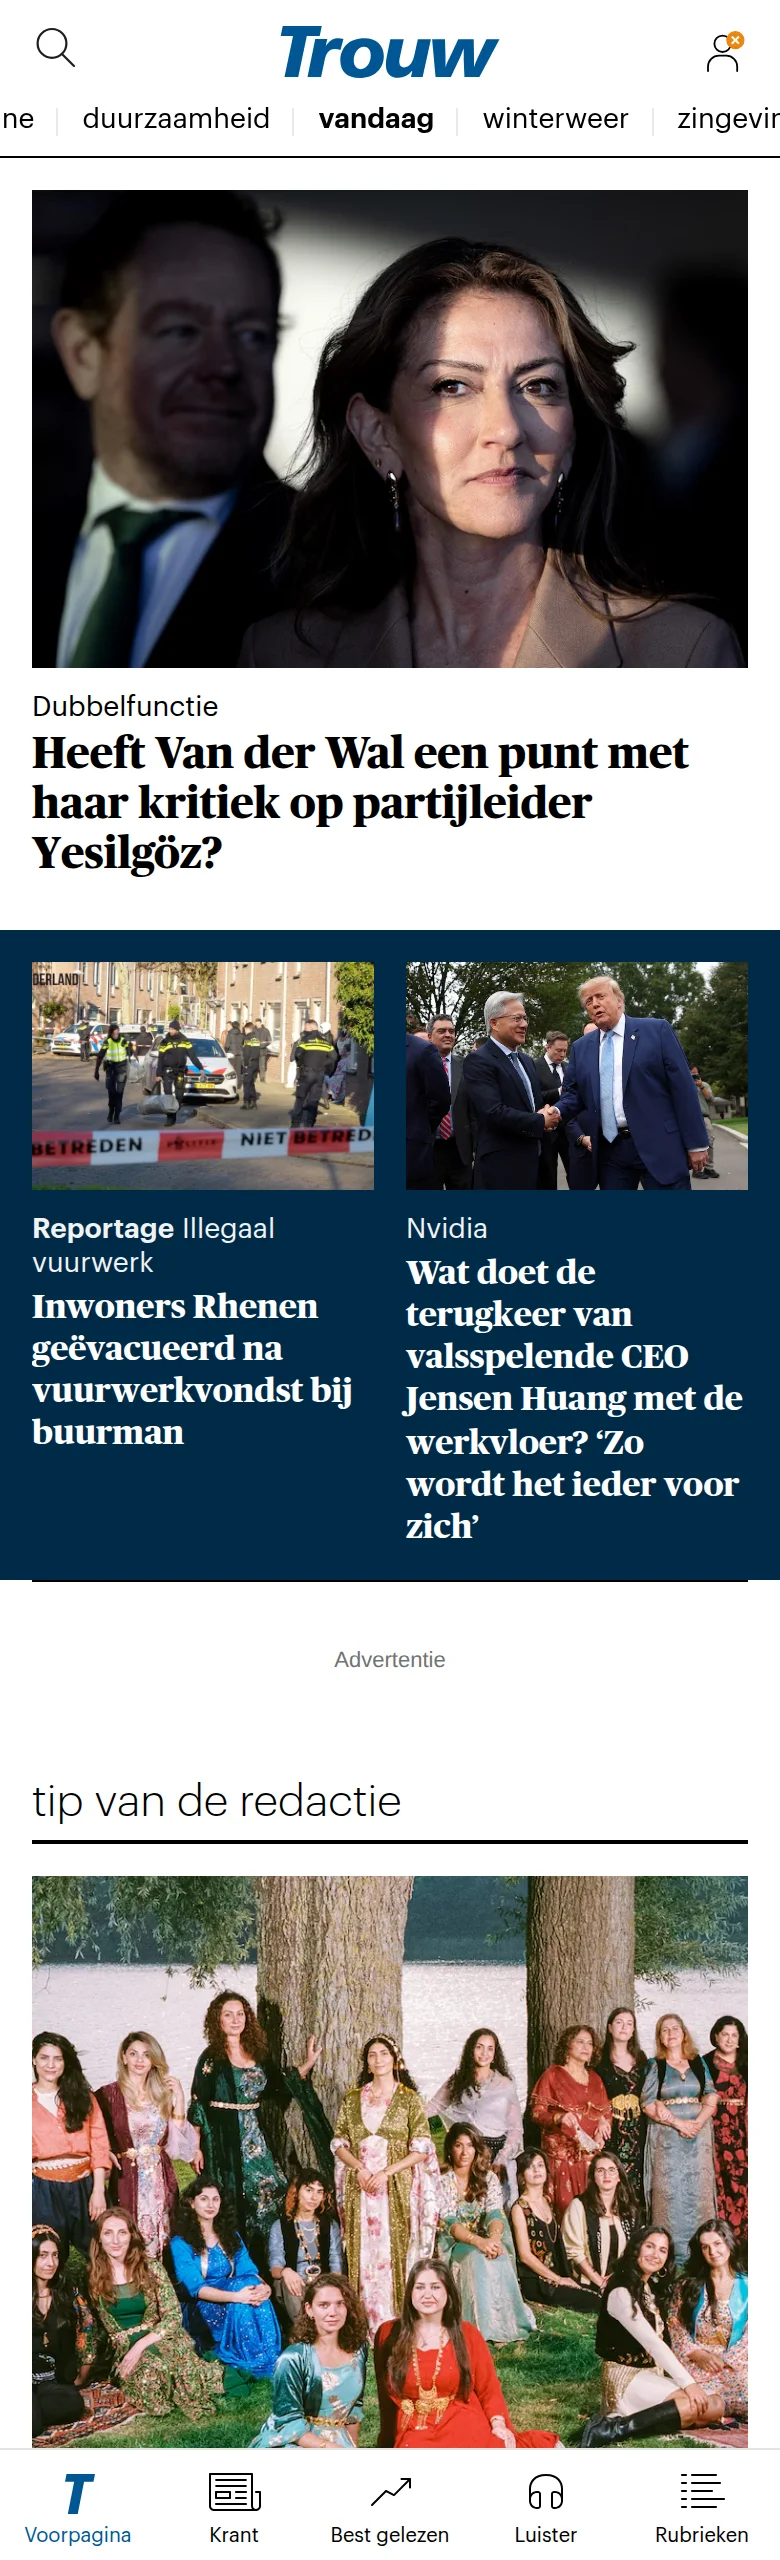 Trouw
ne duurzaamheid vandaag winterweer zingevin
Dubbelfunctie
Heeft Van der Wal een punt met
haar kritiek op partijleider
Yesilgöz?
DERLAND
BETREDEN POLITIE NIET BETRED
Reportage Illegaal
vuurwerk
Inwoners Rhenen
geëvacueerd na
vuurwerkvondst bij
buurman
Nvidia
Wat doet de
terugkeer van
valsspelende CEO
Jensen Huang met de
werkvloer? ‘Zo
wordt het ieder voor
zich’
Advertentie
tip van de redactie
T
Voorpagina Krant Best gelezen Luister Rubrieken